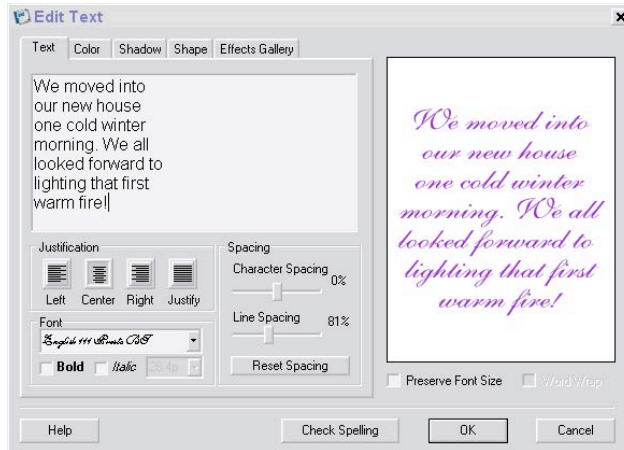 Edit Text
Text Color Shadow Shape Effects Gallery
We moved into
our new house
one cold winter
morning. We all
looked forward to
lighting that first
warm fire!
Justification
Left Center Right Justify
Font
English 111 Presto BT
Bold Italic 26.4p
Spacing
Character Spacing 0%
Line Spacing 81%
Reset Spacing
We moved into
our new house
one cold winter
morning. We all
looked forward to
lighting that first
warm fire!
Preserve Font Size Word Wrap
Help Check Spelling OK Cancel